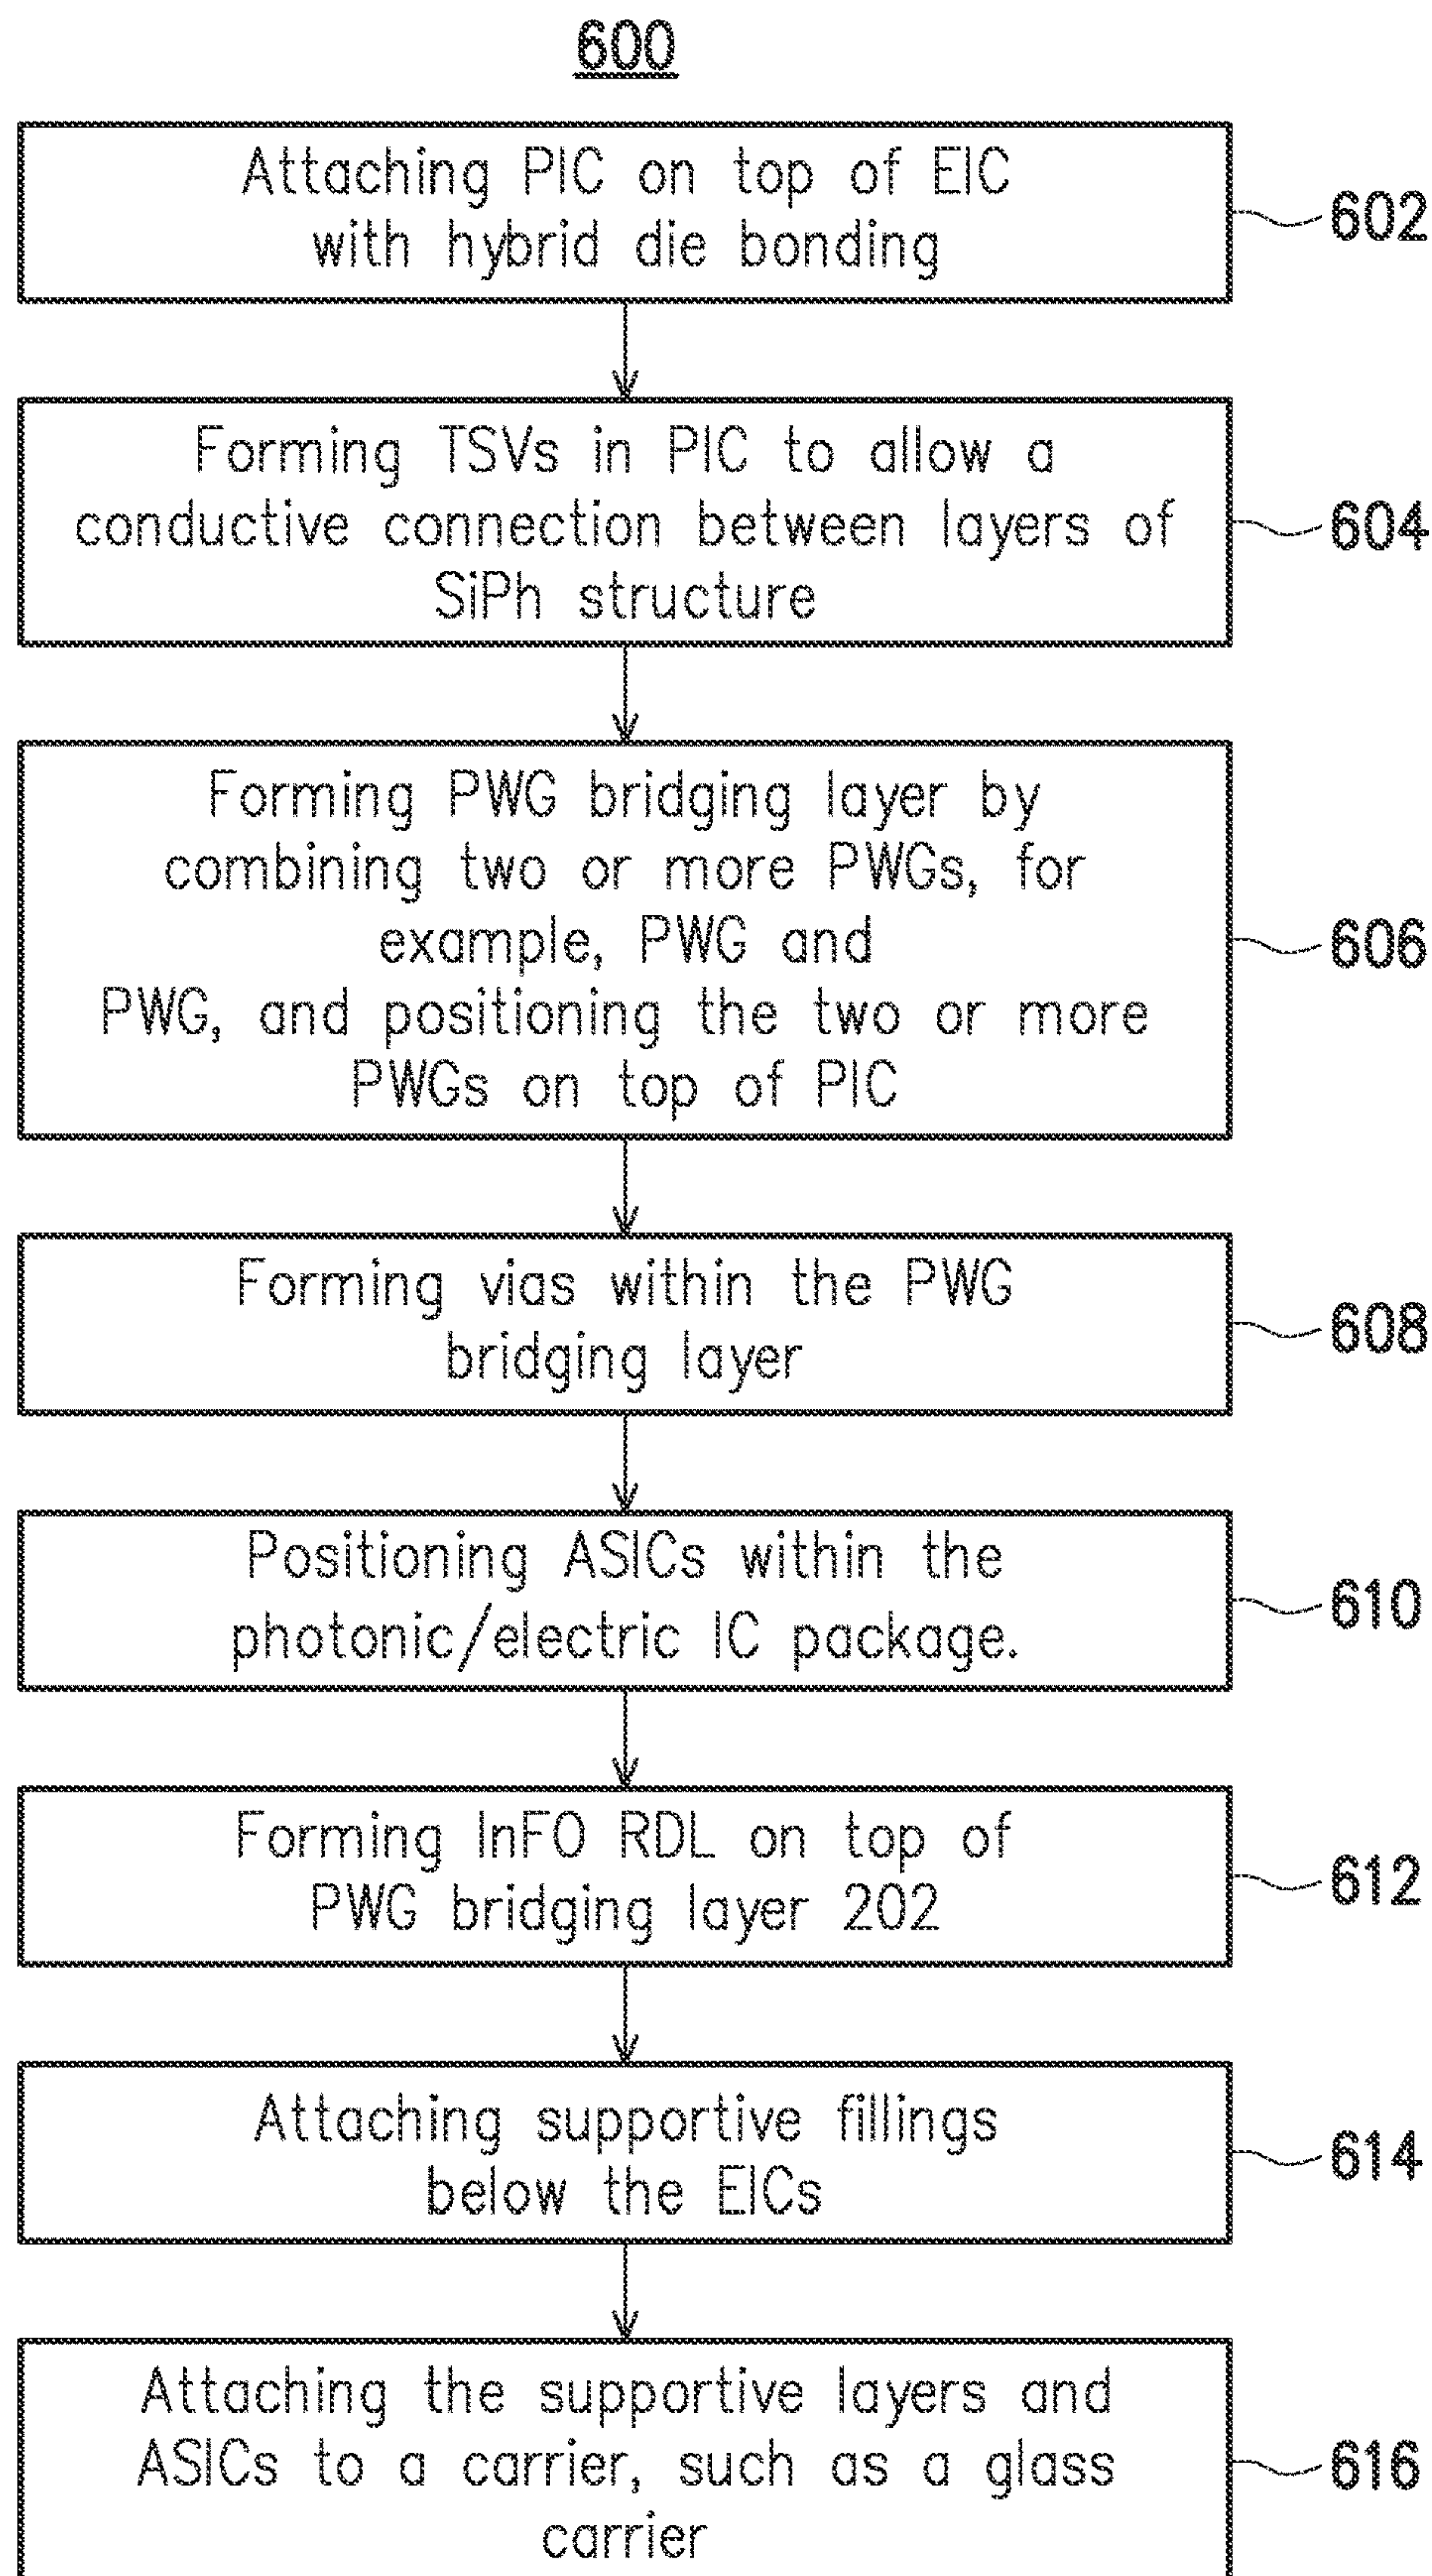 600
Attaching PIC on top of EIC
with hybrid die bonding
602
Forming TSVs in PIC to allow a
conductive connection between layers of
SiPh structure
604
Forming PWG bridging layer by
combining two or more PWGs, for
example, PWG and
PWG, and positioning the two or more
PWGs on top of PIC
606
Forming vias within the PWG
bridging layer
608
Positioning ASICs within the
photonic/electric IC package.
610
Forming InFO RDL on top of
PWG bridging layer 202
612
Attaching supportive fillings
below the EICs
614
Attaching the supportive layers and
ASICs to a carrier, such as a glass
carrier
616